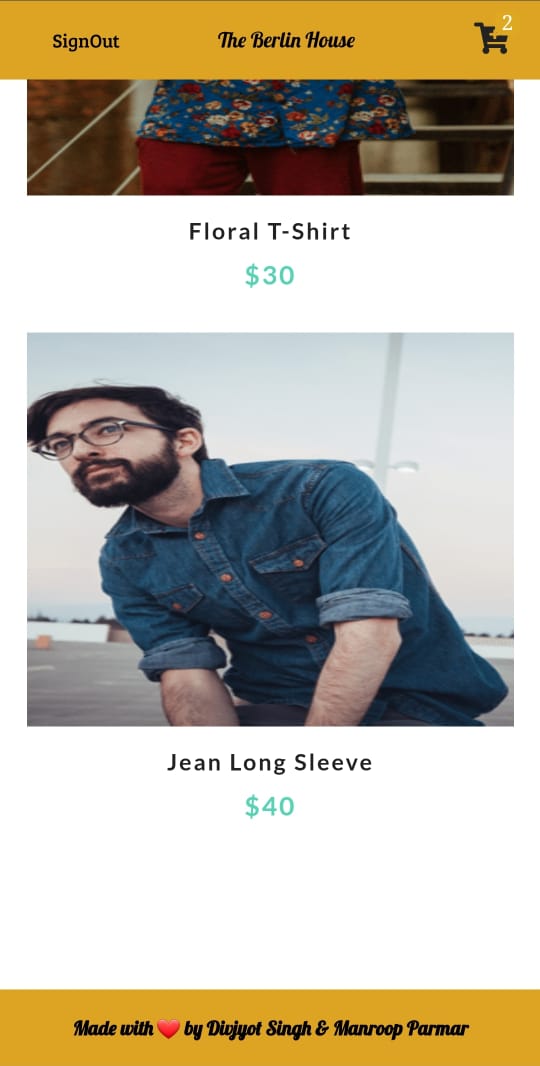 SignOut
The Berlin House
2
Floral T-Shirt
$30
Jean Long Sleeve
$40
Made with ❤️ by Divjyot Singh & Manroop Parmar